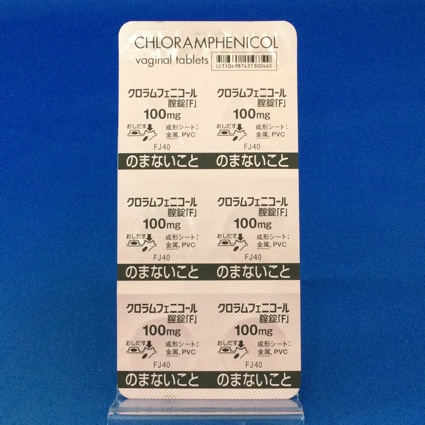 CHLORAMPHENICOL
vaginal tablets
(01)04987431300465
クロラムフェニコール クロラムフェニコール
腟錠「F」 腟錠「F」
100mg 100mg
おしだす 成形シート: おしだす 成形シート:
金属, PVC 金属, PVC
FJ40 FJ40
のまないこと のまないこと
クロラムフェニコール クロラムフェニコール
腟錠「F」 腟錠「F」
100mg 100mg
おしだす 成形シート: おしだす 成形シート:
金属, PVC 金属, PVC
FJ40 FJ40
のまないこと のまないこと
クロラムフェニコール クロラムフェニコール
腟錠「F」 腟錠「F」
100mg 100mg
おしだす 成形シート: おしだす 成形シート:
金属, PVC 金属, PVC
FJ40 FJ40
のまないこと のまないこと